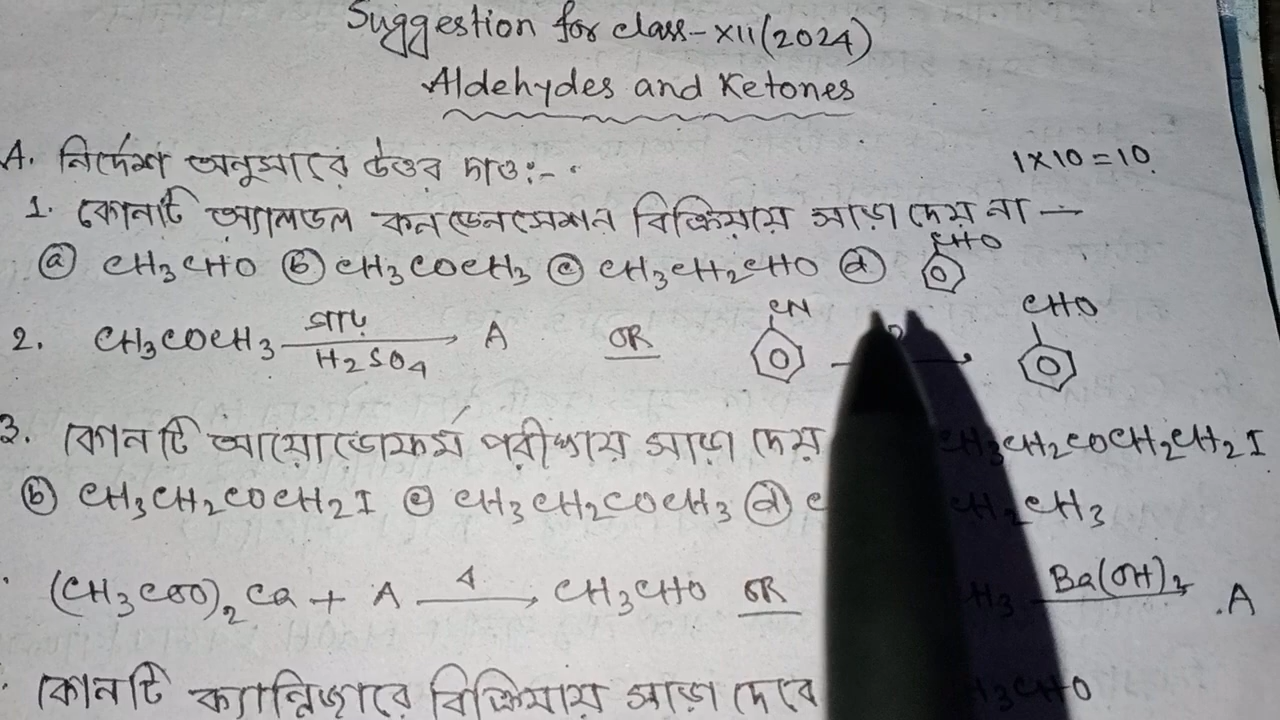 Suggestion for class-XII(2024)
Aldehydes and Ketones
A. নির্দেশ অনুসারে উত্তর দাও:-
1×10=10
1. কোনটি অ্যালডল কনডেনসেশন বিক্রিয়ায় সাড়া দেয় না —
ⓐ CH₃CHO ⓑ CH₃COCH₃ ⓒ CH₃CH₂CHO ⓓ CHO
2. CH₃COCH₃ গাঢ় H₂SO₄ → A OR CN → CHO
3. কোনটি আয়োডোফর্ম পরীক্ষায় সাড়া দেয় CH₃CH₂COCH₂CH₂I
ⓑ CH₃CH₂COCH₂I ⓒ CH₃CH₂COCH₃ ⓓ CH₂CH₃
(CH₃COO)₂Ca + A Δ → CH₃CHO OR Ba(OH)₂ → A
কোনটি ক্যানিজারে বিক্রিয়ায় সাড়া দেবে